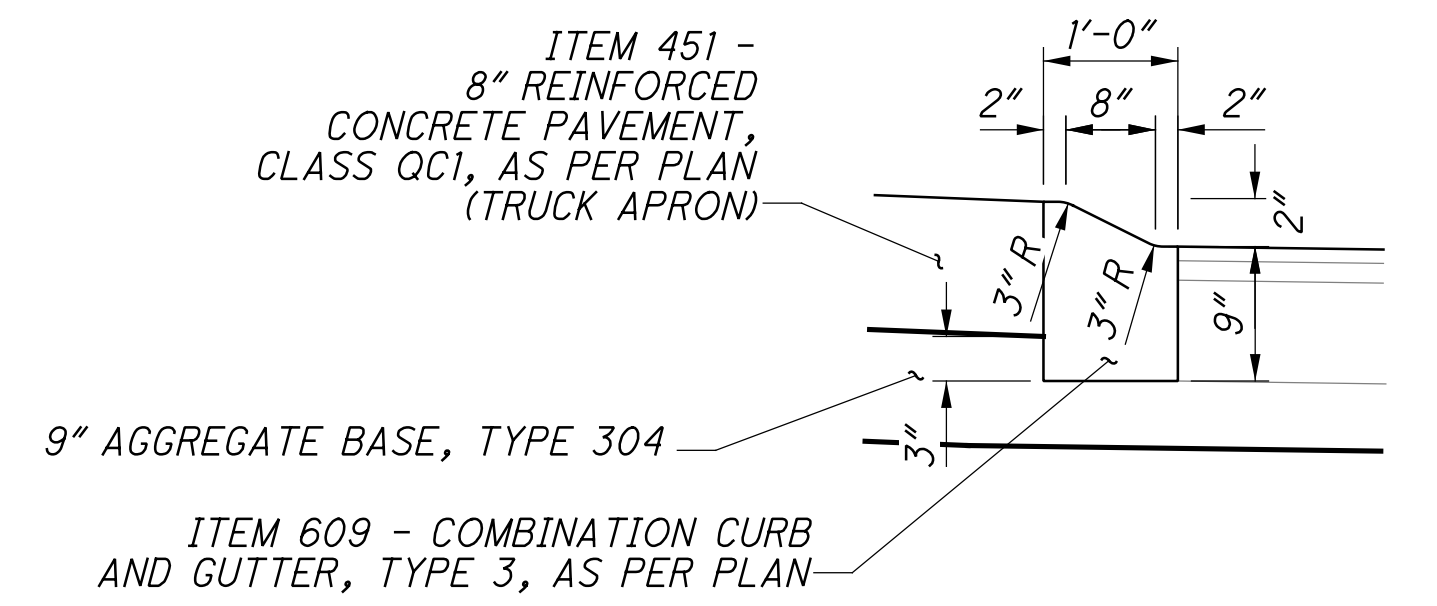 ITEM 451 -
8" REINFORCED
CONCRETE PAVEMENT,
CLASS QC1, AS PER PLAN
(TRUCK APRON)
1'-0"
2"
8"
2"
2"
3" R
3" R
9"
9" AGGREGATE BASE, TYPE 304
3"
ITEM 609 - COMBINATION CURB
AND GUTTER, TYPE 3, AS PER PLAN